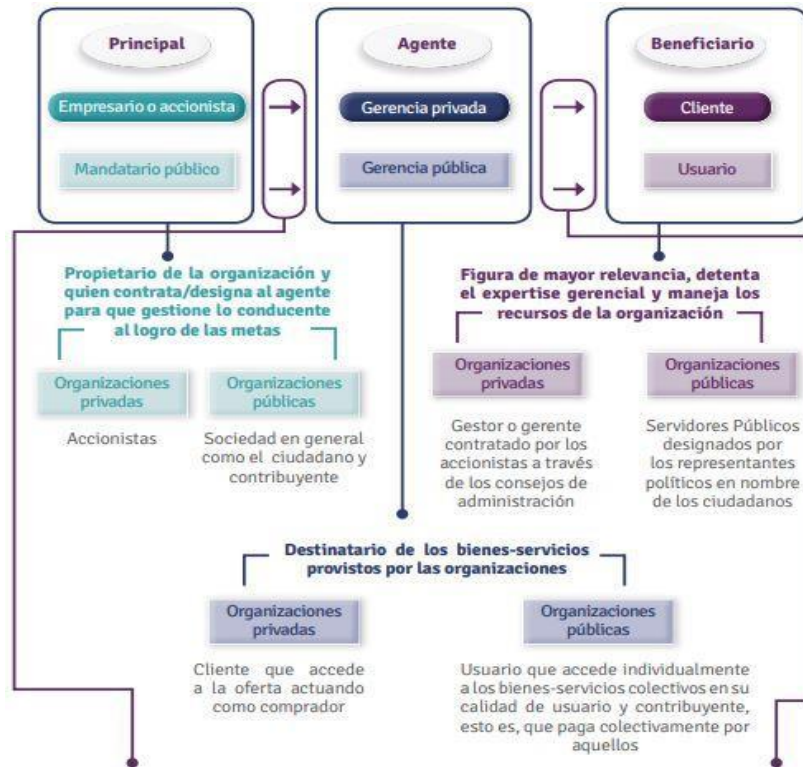 Principal
Agente
Beneficiario
Empresario o accionista
Gerencia privada
Cliente
Mandatario público
Gerencia pública
Usuario
Propietario de la organización y
quien contrata/designa al agente
para que gestione lo conducente
al logro de las metas
Organizaciones
privadas
Accionistas
Organizaciones
públicas
Sociedad en general
como el ciudadano y
contribuyente
Figura de mayor relevancia, detenta
el expertise gerencial y maneja los
recursos de la organización
Organizaciones
privadas
Gestor o gerente
contratado por los
accionistas a través
de los consejos de
administración
Organizaciones
públicas
Servidores Públicos
designados por
los representantes
políticos en nombre
de los ciudadanos
Destinatario de los bienes-servicios
provistos por las organizaciones
Organizaciones
privadas
Cliente que accede
a la oferta actuando
como comprador
Organizaciones
públicas
Usuario que accede individualmente
a los bienes-servicios colectivos en su
calidad de usuario y contribuyente,
esto es, que paga colectivamente por
aquellos